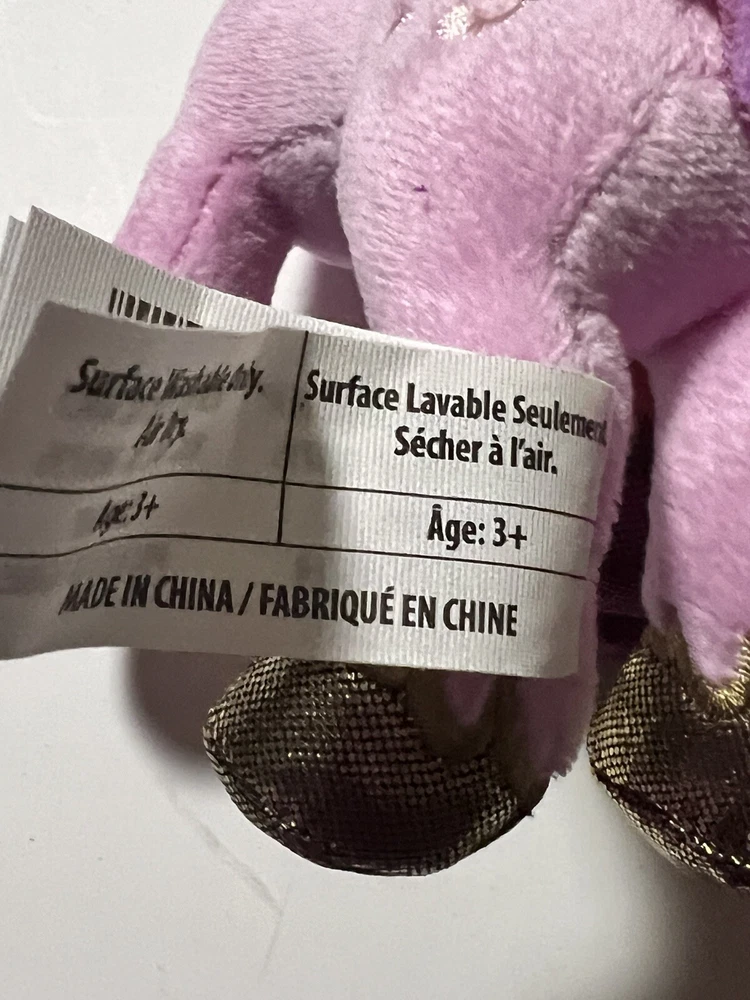 Surface Washable Only.
Air Dry.
Surface Lavable Seulement
Sécher à l'air.
Age: 3+
Âge: 3+
MADE IN CHINA / FABRIQUÉ EN CHINE